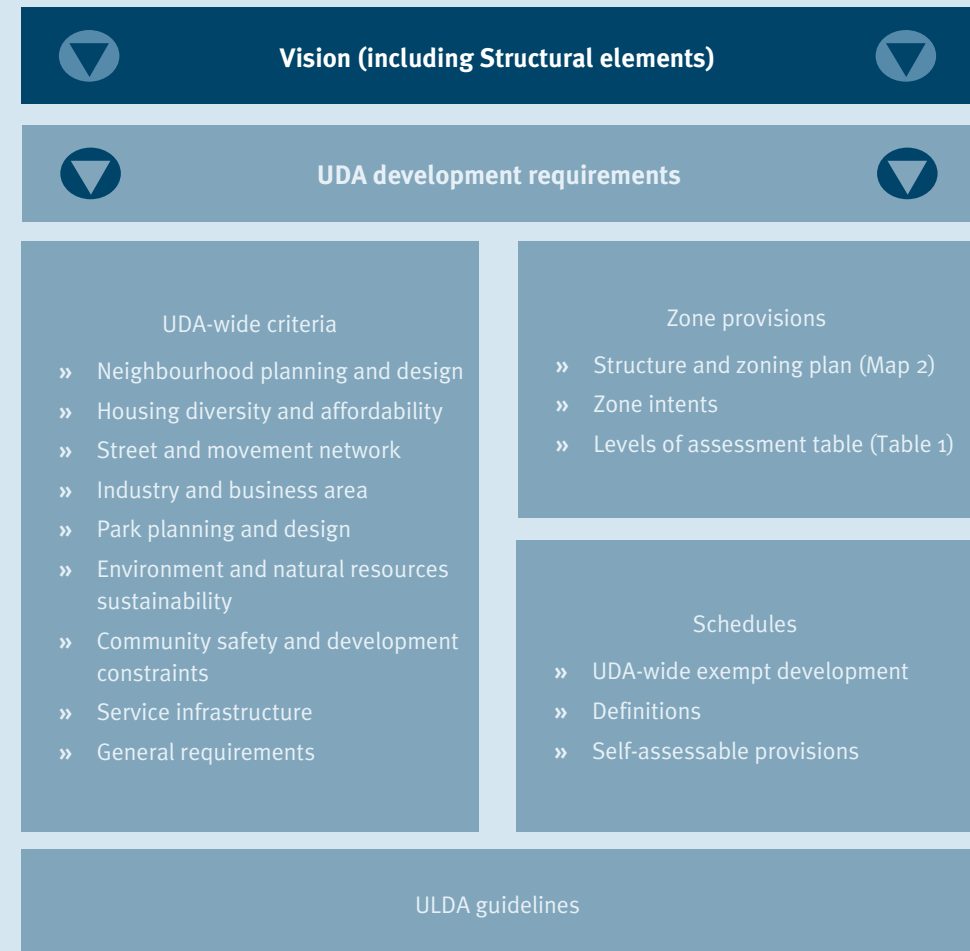 Vision (including Structural elements)
UDA development requirements
UDA-wide criteria
» Neighbourhood planning and design
» Housing diversity and affordability
» Street and movement network
» Industry and business area
» Park planning and design
» Environment and natural resources
sustainability
» Community safety and development
constraints
» Service infrastructure
» General requirements
Zone provisions
» Structure and zoning plan (Map 2)
» Zone intents
» Levels of assessment table (Table 1)
Schedules
» UDA-wide exempt development
» Definitions
» Self-assessable provisions
ULDA guidelines